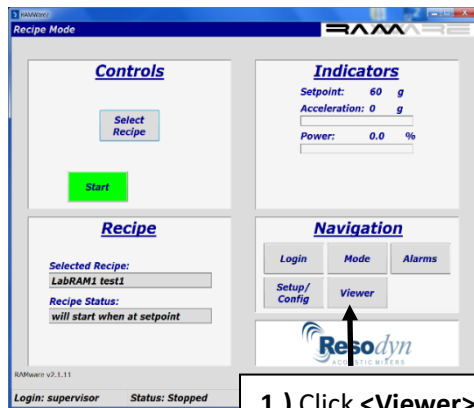 RAMWare2
Recipe Mode
RAMWARE
Controls
Select
Recipe
Start
Indicators
Setpoint: 60 g
Acceleration: 0 g
Power: 0.0 %
Recipe
Selected Recipe:
LabRAM1 test1
Recipe Status:
will start when at setpoint
Navigation
Login Mode Alarms
Setup/
Config
Viewer
Resodyn
ACOUSTIC MIXERS
RAMware v2.1.11
Login: supervisor Status: Stopped
1.) Click <Viewer>